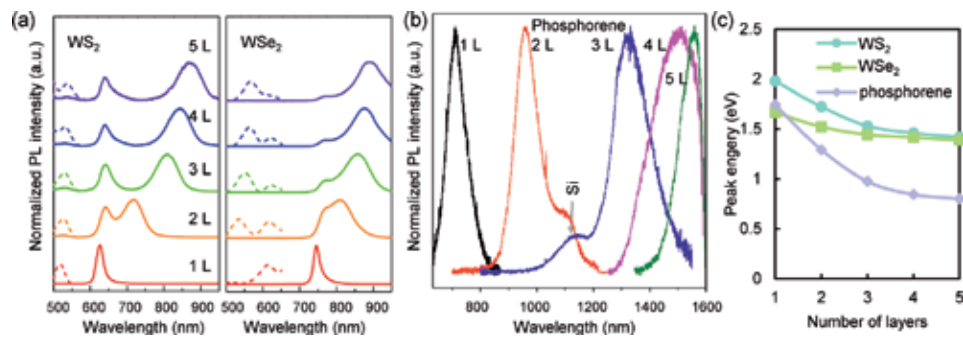 (a)
WS2
WSe2
5 L
4 L
3 L
2 L
1 L
Normalized PL intensity (a.u.)
500 600 700 800 900
500 600 700 800 900
Wavelength (nm)
Wavelength (nm)
(b)
Phosphorene
1 L
2 L
3 L
4 L
5 L
Si
Normalized PL intensity (a.u.)
800 1000 1200 1400 1600
Wavelength (nm)
(c)
WS2
WSe2
phosphorene
Peak engery (eV)
2.5
2
1.5
1
0.5
0
1 2 3 4 5
Number of layers